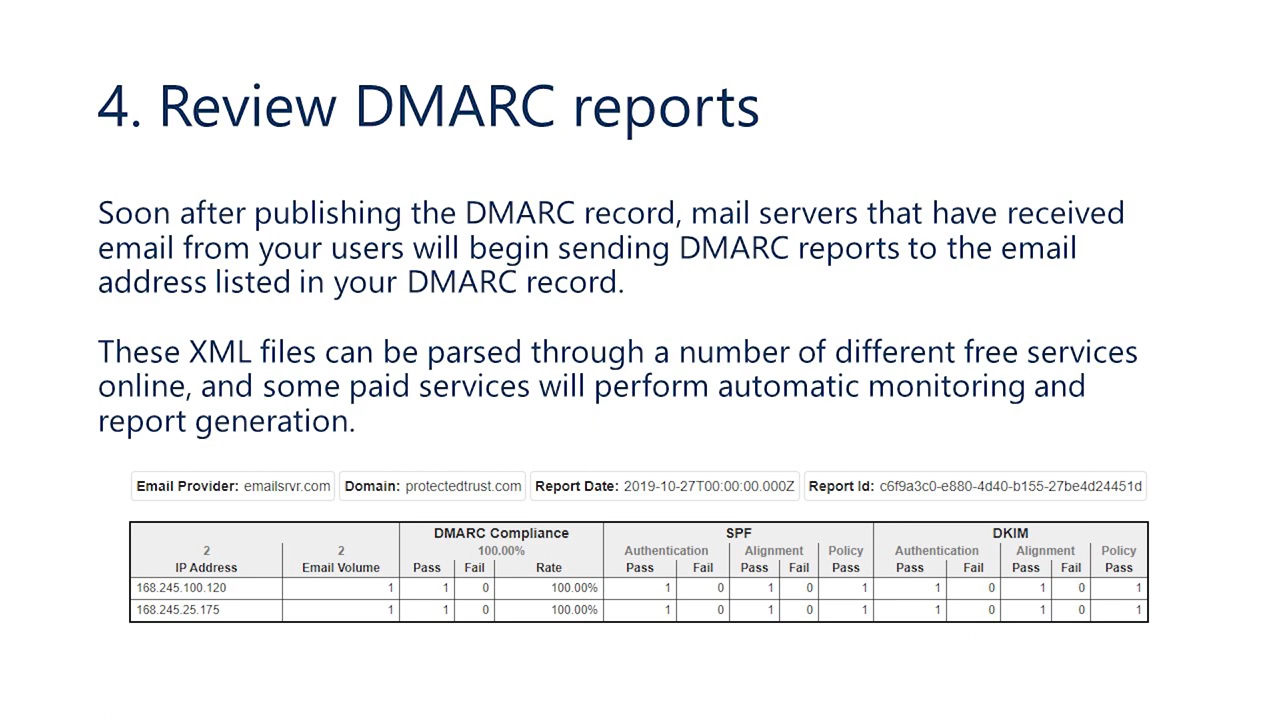 4. Review DMARC reports
Soon after publishing the DMARC record, mail servers that have received
email from your users will begin sending DMARC reports to the email
address listed in your DMARC record.
These XML files can be parsed through a number of different free services
online, and some paid services will perform automatic monitoring and
report generation.
Email Provider: emailsrvr.com Domain: protectedtrust.com Report Date: 2019-10-27T00:00:00.000Z Report Id: c6f9a3c0-e880-4d40-b155-27be4d24451d
DMARC Compliance SPF DKIM
2 2 100.00% Authentication Alignment Policy Authentication Alignment Policy
IP Address Email Volume Pass Fail Rate Pass Fail Pass Fail Pass Pass Fail Pass Fail Pass
168.245.100.120 1 1 0 100.00% 1 0 1 0 1 1 0 1 0 1
168.245.25.175 1 1 0 100.00% 1 0 1 0 1 1 0 1 0 1